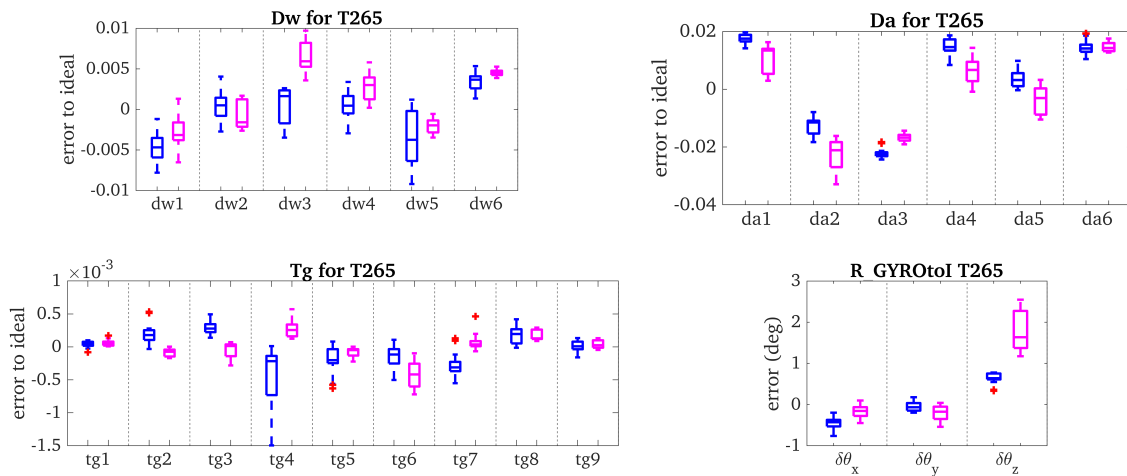 Dw for T265
error to ideal
0.01
0.005
0
-0.005
-0.01
dw1 dw2 dw3 dw4 dw5 dw6
Da for T265
error to ideal
0.02
0
-0.02
-0.04
da1 da2 da3 da4 da5 da6
Tg for T265
×10⁻³
error to ideal
1
0.5
0
-0.5
-1
-1.5
tg1 tg2 tg3 tg4 tg5 tg6 tg7 tg8 tg9
R_GYROtoI T265
error (deg)
3
2
1
0
-1
δθx δθy δθz